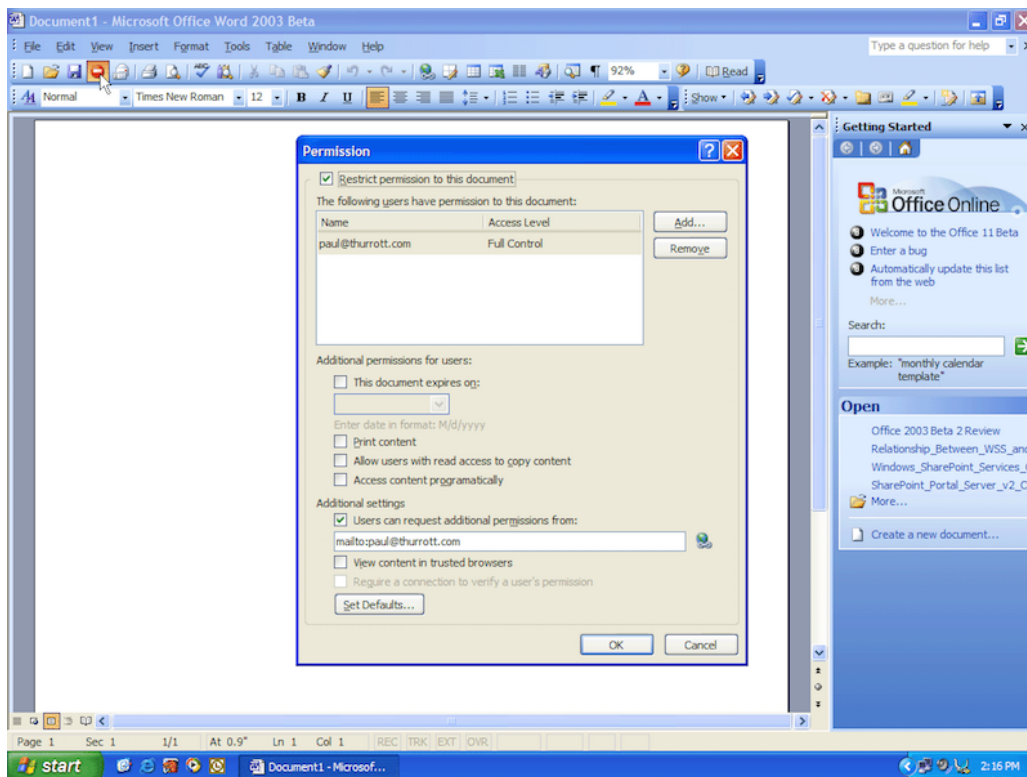 Document1 - Microsoft Office Word 2003 Beta
File Edit View Insert Format Tools Table Window Help Type a question for help
92% Read
Normal Times New Roman 12 B I U A Show
Getting Started
Microsoft
Office Online
Welcome to the Office 11 Beta
Enter a bug
Automatically update this list
from the web
More...
Search:
Example: "monthly calendar
template"
Open
Office 2003 Beta 2 Review
Relationship_Between_WSS_and
Windows_SharePoint_Services_
SharePoint_Portal_Server_v2_C
More...
Create a new document...
Permission
Restrict permission to this document
The following users have permission to this document:
Name Access Level
paul@thurrott.com Full Control
Add...
Remove
Additional permissions for users:
This document expires on:
Enter date in format: M/d/yyyy
Print content
Allow users with read access to copy content
Access content programatically
Additional settings
Users can request additional permissions from:
mailto:paul@thurrott.com
View content in trusted browsers
Require a connection to verify a user's permission
Set Defaults...
OK Cancel
Page 1 Sec 1 1/1 At 0.9" Ln 1 Col 1 REC TRK EXT OVR
start Document1 - Microsof... 2:16 PM